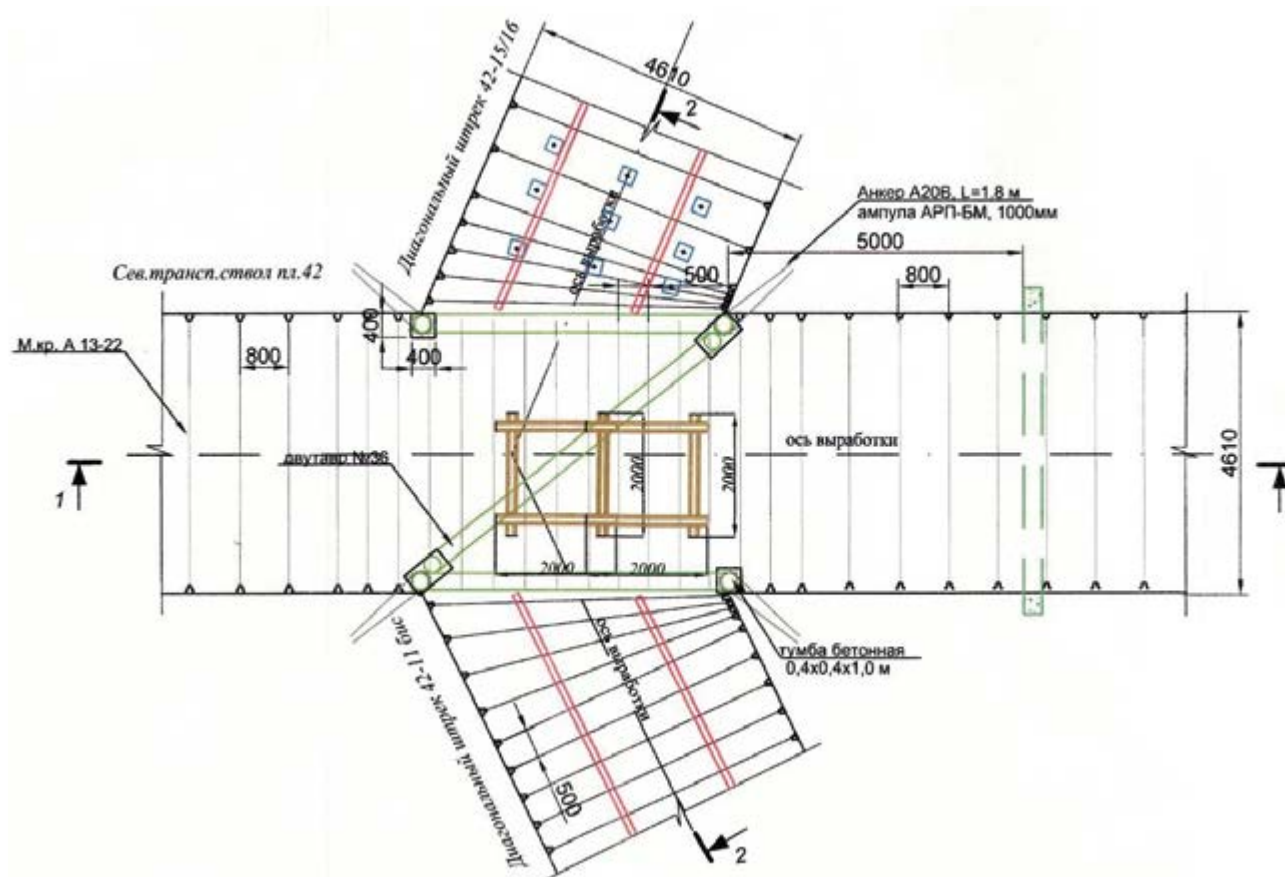 4610
2
Диагональный штрек 42-15/16
ось выработки
Анкер А20В, L=1.8 м
ампула АРП-БМ, 1000мм
5000
Сев.трансп.ствол пл.42
500
800
400
400
800
М.кр. А 13-22
ось выработки
4610
двутавр №36
1
2000
2000
2000
2000
Диагональный штрек 42-11 бис
ось выработки
тумба бетонная
0,4х0,4х1,0 м
500
2